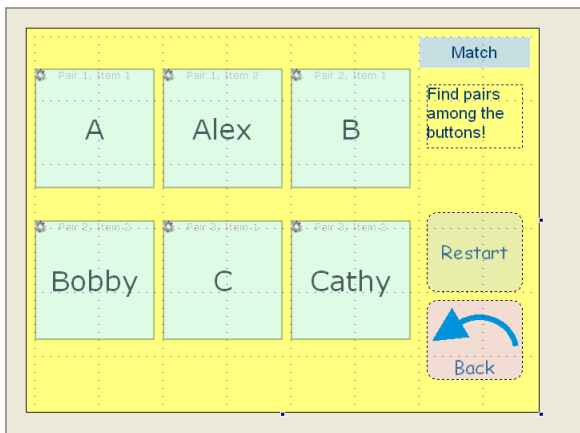 Match
Pair 1, Item 1
Pair 1, Item 2
Pair 2, Item 1
A
Alex
B
Find pairs
among the
buttons!
Pair 2, Item 2
Pair 3, Item 1
Pair 3, Item 2
Bobby
C
Cathy
Restart
Back